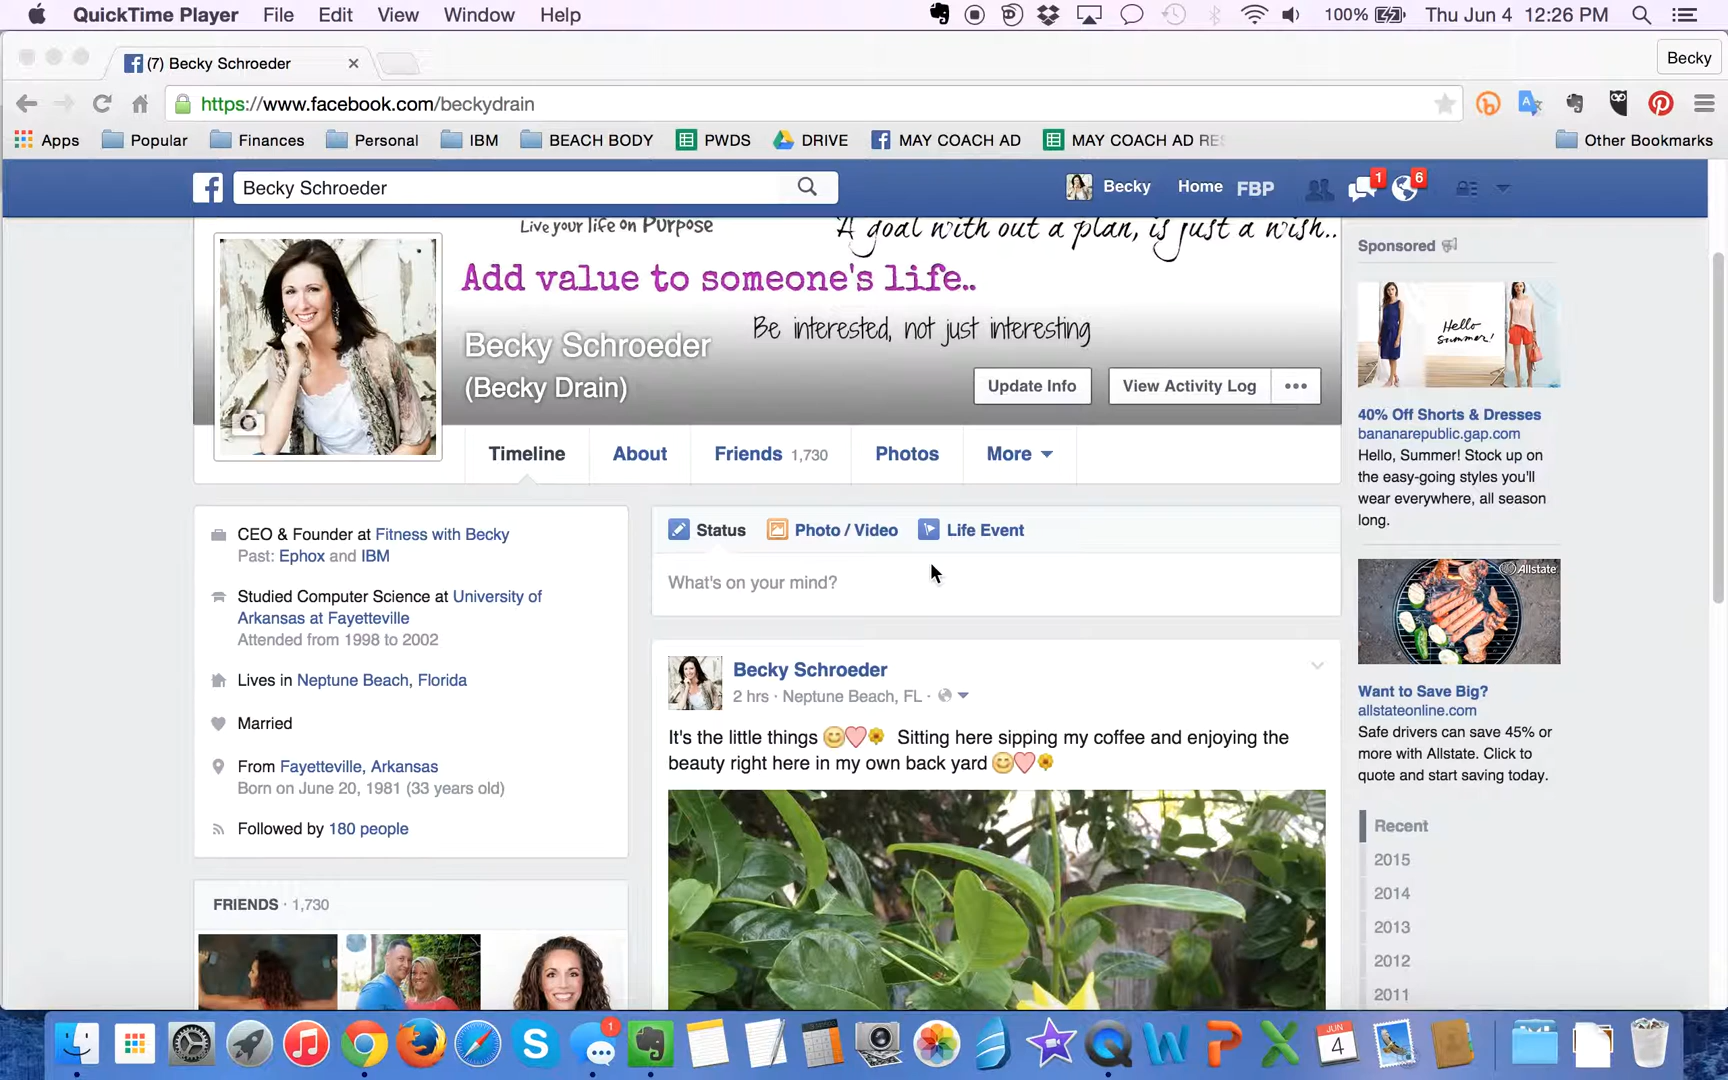 QuickTime Player File Edit View Window Help 100% Thu Jun 4 12:26 PM
(7) Becky Schroeder Becky
https://www.facebook.com/beckydrain
Apps Popular Finances Personal IBM BEACH BODY PWDS DRIVE MAY COACH AD MAY COACH AD RES Other Bookmarks
Becky Schroeder Becky Home FBP 1 6
Live your life on Purpose
A goal with out a plan, is just a wish..
Add value to someone's life..
Be interested, not just interesting
Becky Schroeder
(Becky Drain)
Update Info View Activity Log
Timeline About Friends 1,730 Photos More
CEO & Founder at Fitness with Becky
Past: Ephox and IBM
Studied Computer Science at University of
Arkansas at Fayetteville
Attended from 1998 to 2002
Lives in Neptune Beach, Florida
Married
From Fayetteville, Arkansas
Born on June 20, 1981 (33 years old)
Followed by 180 people
FRIENDS · 1,730
Status Photo / Video Life Event
What's on your mind?
Becky Schroeder
2 hrs · Neptune Beach, FL ·
It's the little things 😊❤️🌻 Sitting here sipping my coffee and enjoying the
beauty right here in my own back yard 😊❤️🌻
Sponsored
Hello
summer!
40% Off Shorts & Dresses
bananarepublic.gap.com
Hello, Summer! Stock up on
the easy-going styles you'll
wear everywhere, all season
long.
Allstate
Want to Save Big?
allstateonline.com
Safe drivers can save 45% or
more with Allstate. Click to
quote and start saving today.
Recent
2015
2014
2013
2012
2011
1
JUN
4